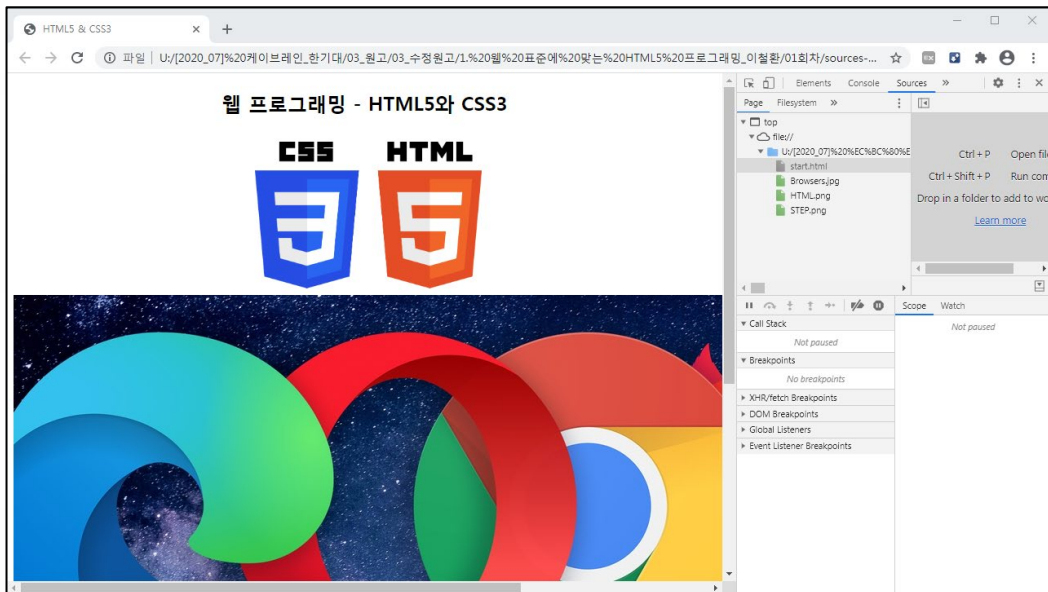 HTML5 & CSS3
파일 | U:/[2020_07]%20케이브레인_한기대/03_원고/03_수정원고/1.%20웹%20표준에%20맞는%20HTML5%20프로그래밍_이철환/01회차/sources-...
웹 프로그래밍 - HTML5와 CSS3
CSS HTML
3 5
Elements Console Sources »
Page Filesystem »
top
file://
U:/[2020_07]%20%EC%BC%80%E
start.html
Browsers.jpg
HTML.png
STEP.png
Ctrl + P Open file
Ctrl + Shift + P Run com
Drop in a folder to add to wo
Learn more
Scope Watch
Call Stack
Not paused
Not paused
Breakpoints
No breakpoints
XHR/fetch Breakpoints
DOM Breakpoints
Global Listeners
Event Listener Breakpoints